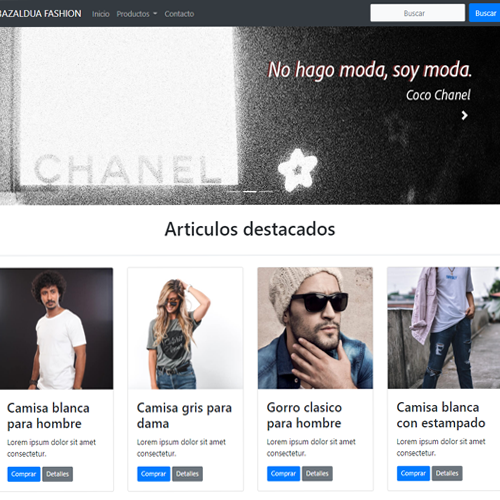 BAZALDUA FASHION Inicio Productos Contacto Buscar Buscar
No hago moda, soy moda.
Coco Chanel
CHANEL
Articulos destacados
Camisa blanca
para hombre
Lorem ipsum dolor sit amet
consectetur.
Comprar Detalles
Camisa gris para
dama
Lorem ipsum dolor sit amet
consectetur.
Comprar Detalles
Gorro clasico
para hombre
Lorem ipsum dolor sit amet
consectetur.
Comprar Detalles
Camisa blanca
con estampado
Lorem ipsum dolor sit amet
consectetur.
Comprar Detalles